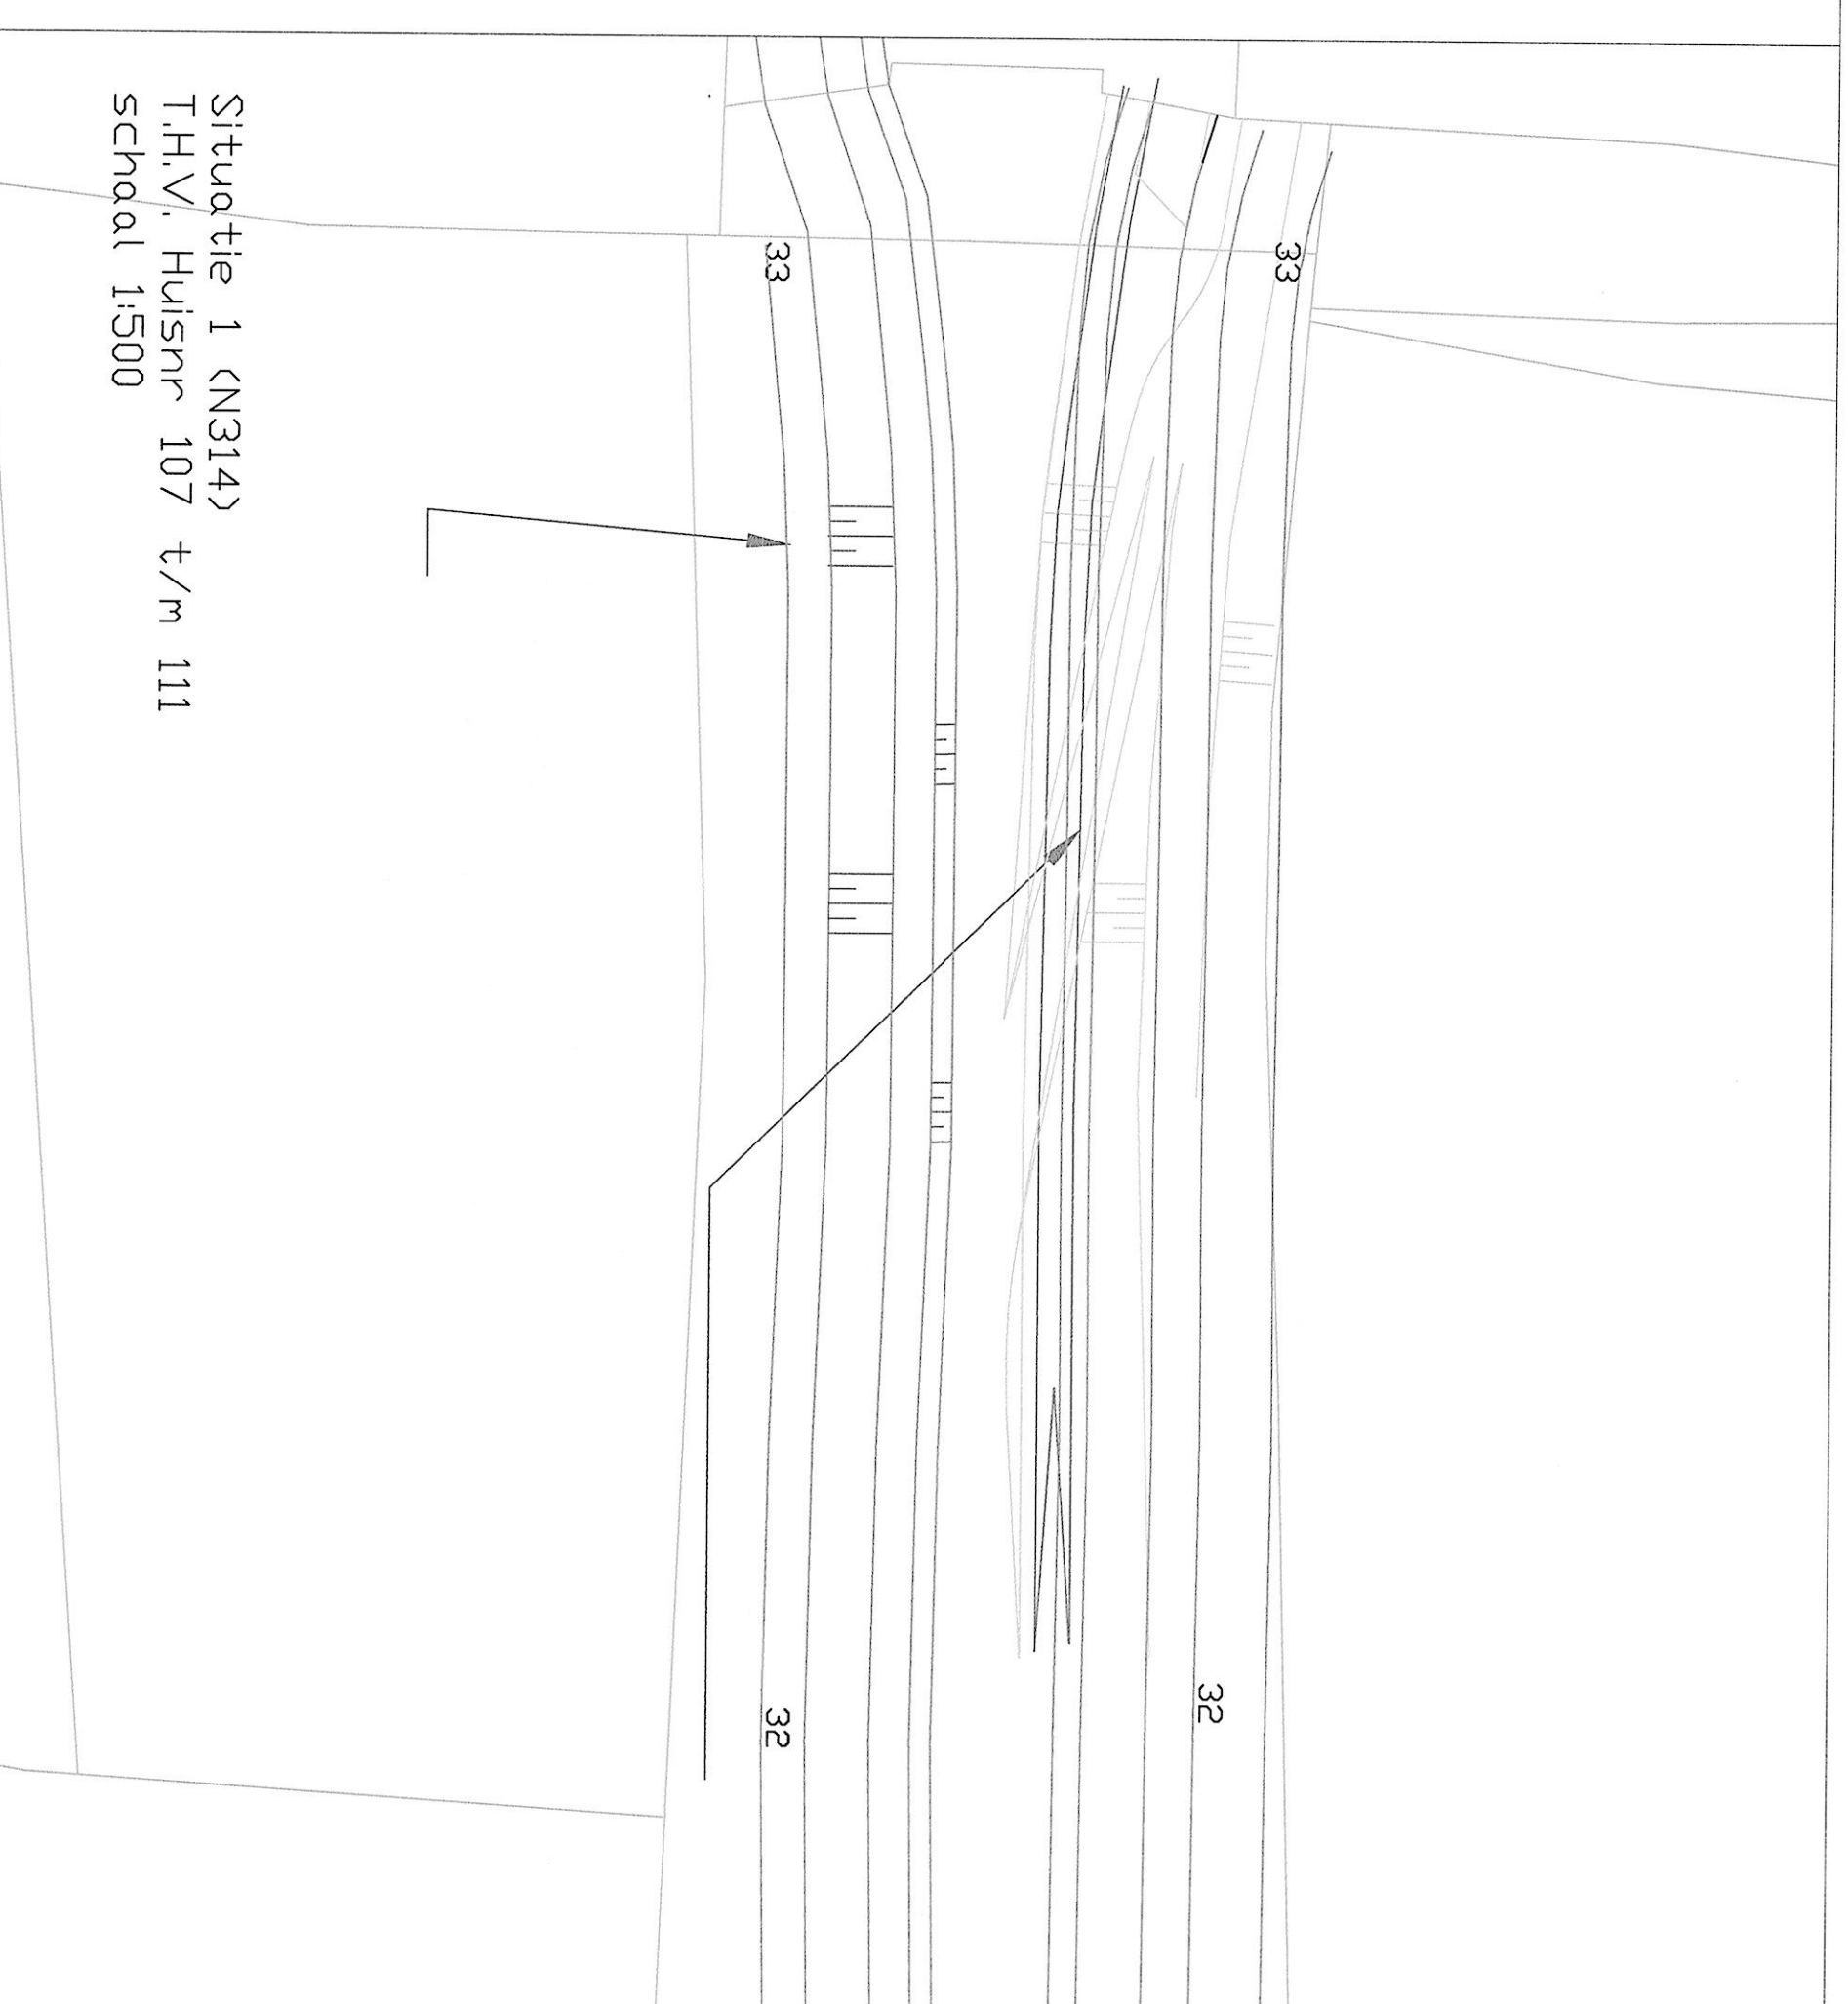 Situatie 1 (N314)
T.H.V. Huisnr 107 t/m 111
schaal 1:500
33
33
32
32